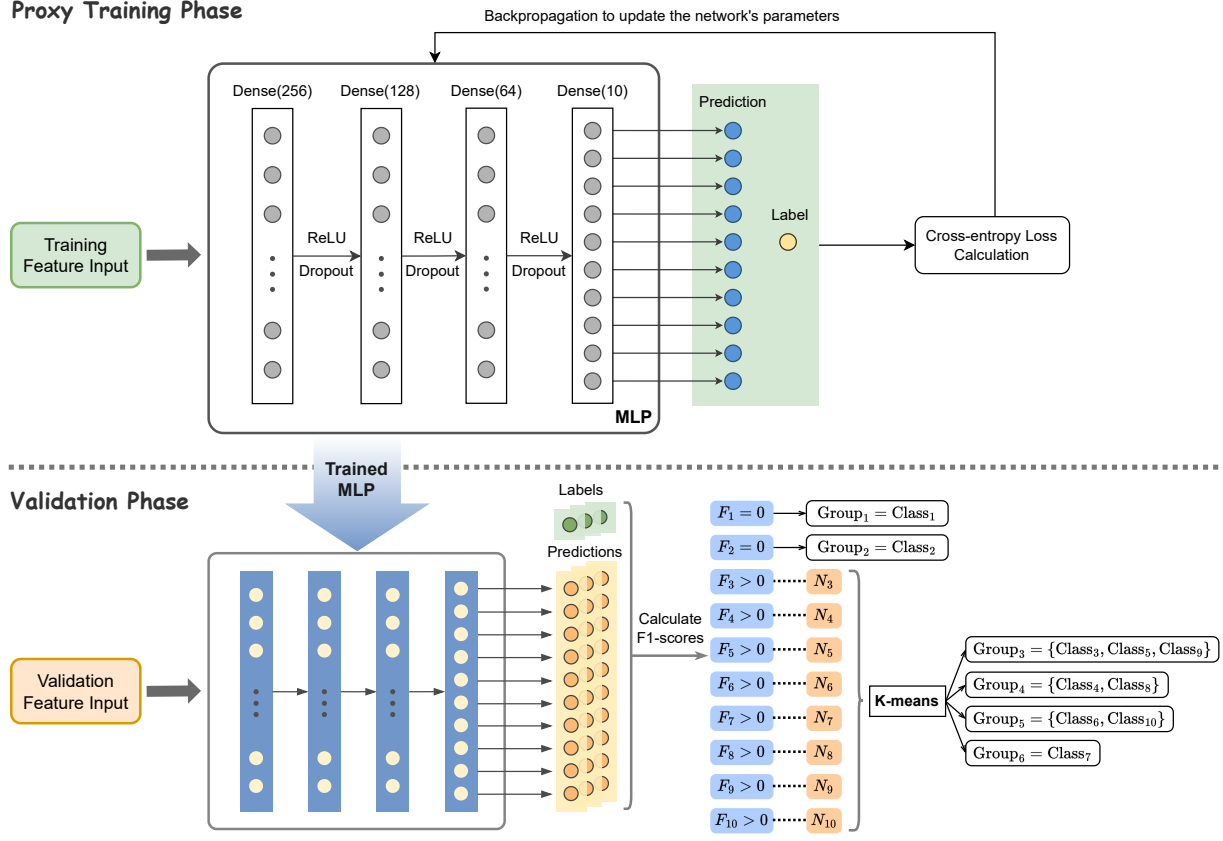 Proxy Training Phase
Backpropagation to update the network's parameters
Dense(256)
Dense(128)
Dense(64)
Dense(10)
Prediction
Label
Training
Feature Input
ReLU
Dropout
ReLU
Dropout
ReLU
Dropout
Cross-entropy Loss
Calculation
MLP
Trained
MLP
Validation Phase
Labels
Predictions
Validation
Feature Input
Calculate
F1-scores
F₁ = 0
Group₁ = Class₁
F₂ = 0
Group₂ = Class₂
F₃ > 0
N₃
F₄ > 0
N₄
F₅ > 0
N₅
F₆ > 0
N₆
F₇ > 0
N₇
F₈ > 0
N₈
F₉ > 0
N₉
F₁₀ > 0
N₁₀
K-means
Group₃ = {Class₃, Class₅, Class₉}
Group₄ = {Class₄, Class₈}
Group₅ = {Class₆, Class₁₀}
Group₆ = Class₇